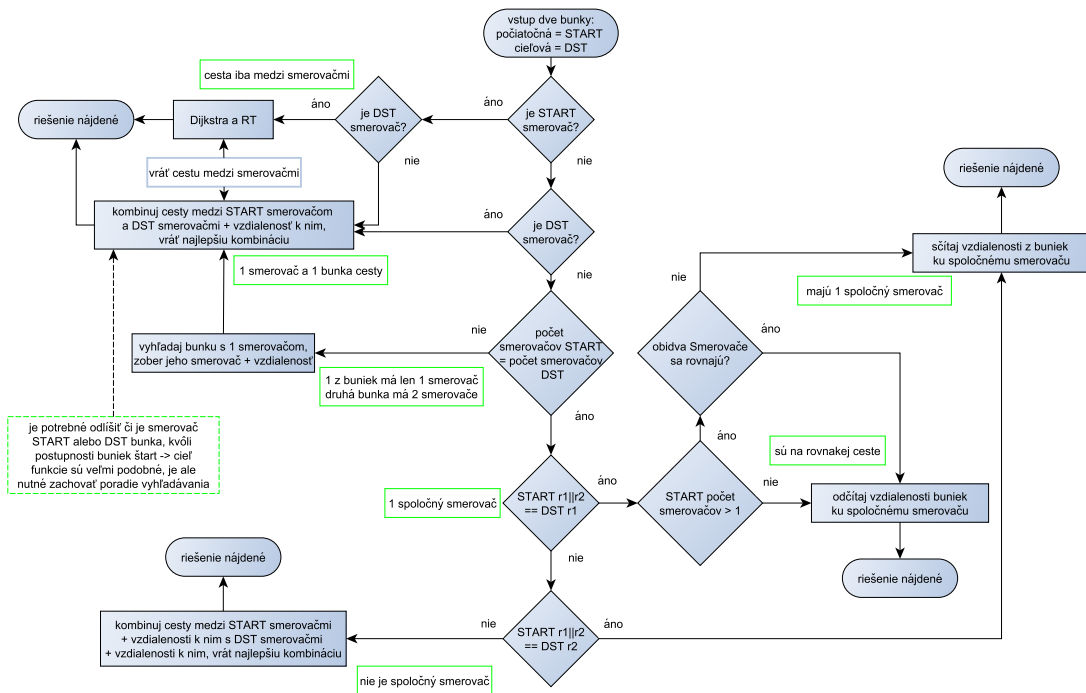 vstup dve bunky:
počiatočná = START
cieľová = DST
cesta iba medzi smerovačmi
áno
áno
riešenie nájdené
Dijkstra a RT
je DST
smerovač?
je START
smerovač?
nie
nie
vráť cestu medzi smerovačmi
riešenie nájdené
kombinuj cesty medzi START smerovačom
a DST smerovačmi + vzdialenosť k nim,
vráť najlepšiu kombináciu
áno
je DST
smerovač?
sčítaj vzdialenosti z buniek
ku spoločnému smerovaču
1 smerovač a 1 bunka cesty
nie
nie
majú 1 spoločný smerovač
nie
počet
smerovačov START
= počet smerovačov
DST
áno
obidva Smerovače
sa rovnajú?
vyhľadaj bunku s 1 smerovačom,
zober jeho smerovač + vzdialenosť
1 z buniek má len 1 smerovač
druhá bunka má 2 smerovače
áno
áno
je potrebné odlíšiť či je smerovač
START alebo DST bunka, kvôli
postupnosti buniek štart -> cieľ
funkcie sú veľmi podobné, je ale
nutné zachovať poradie vyhľadávania
sú na rovnakej ceste
1 spoločný smerovač
START r1||r2
== DST r1
áno
START počet
smerovačov > 1
nie
odčítaj vzdialenosti buniek
ku spoločnému smerovaču
nie
riešenie nájdené
riešenie nájdené
kombinuj cesty medzi START smerovačmi
+ vzdialenosti k nim s DST smerovačmi
+ vzdialenosti k nim, vrát najlepšiu kombináciu
nie
START r1||r2
== DST r2
áno
nie je spoločný smerovač